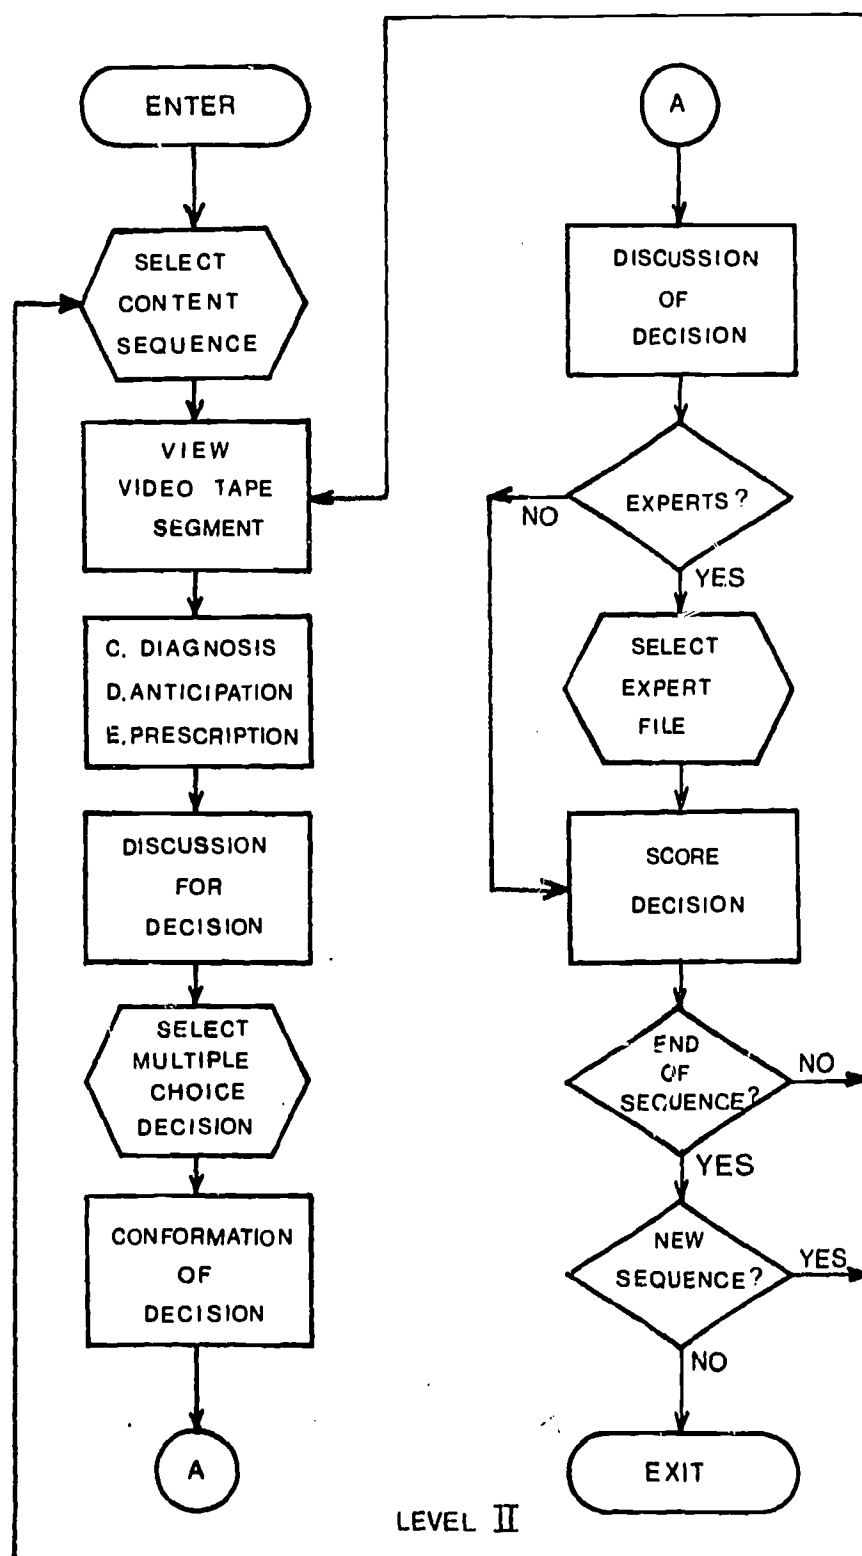 ENTER
SELECT
CONTENT
SEQUENCE
VIEW
VIDEO TAPE
SEGMENT
C. DIAGNOSIS
D. ANTICIPATION
E. PRESCRIPTION
DISCUSSION
FOR
DECISION
SELECT
MULTIPLE
CHOICE
DECISION
CONFORMATION
OF
DECISION
A
A
DISCUSSION
OF
DECISION
EXPERTS?
NO
YES
SELECT
EXPERT
FILE
SCORE
DECISION
END
OF
SEQUENCE?
NO
YES
NEW
SEQUENCE?
YES
NO
EXIT
LEVEL II